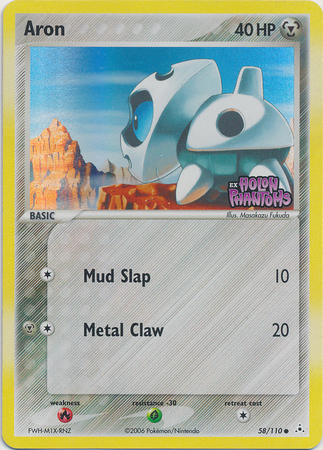 Aron
40 HP
EX
HOLON
PHANTOMS
Illus. Masakazu Fukuda
BASIC
Mud Slap 10
Metal Claw 20
weakness resistance -30 retreat cost
FWH-M1X-RNZ ©2006 Pokémon/Nintendo 58/110